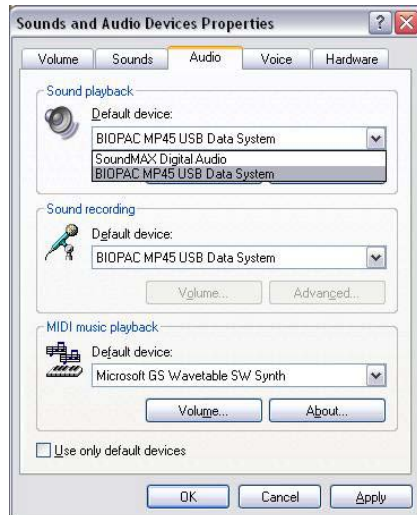 Sounds and Audio Devices Properties
Volume Sounds Audio Voice Hardware
Sound playback
Default device:
BIOPAC MP45 USB Data System
SoundMAX Digital Audio
BIOPAC MP45 USB Data System
Sound recording
Default device:
BIOPAC MP45 USB Data System
Volume... Advanced...
MIDI music playback
Default device:
Microsoft GS Wavetable SW Synth
Volume... About...
Use only default devices
OK Cancel Apply